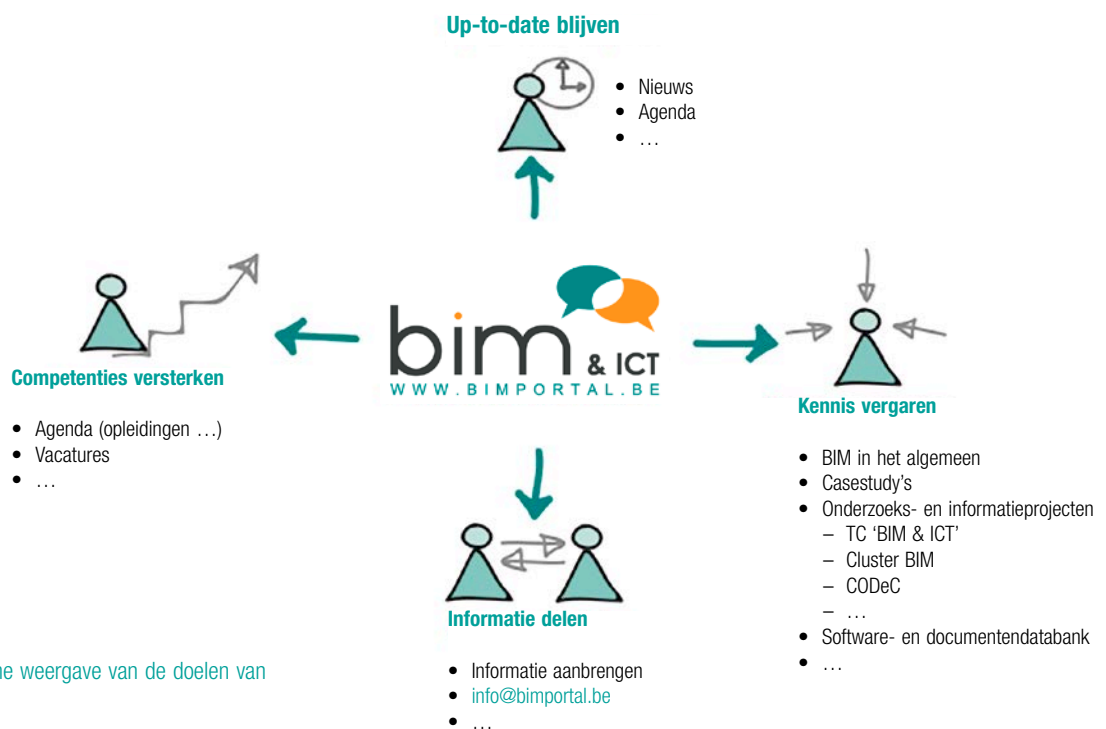 Up-to-date blijven
• Nieuws
• Agenda
• …
bim & ICT
WWW.BIMPORTAL.BE
Competenties versterken
• Agenda (opleidingen …)
• Vacatures
• …
Kennis vergaren
• BIM in het algemeen
• Casestudy's
• Onderzoeks- en informatieprojecten
– TC ‘BIM & ICT’
– Cluster BIM
– CODeC
– …
• Software- en documentendatabank
• …
Informatie delen
• Informatie aanbrengen
• info@bimportal.be
• …
weergave van de doelen van